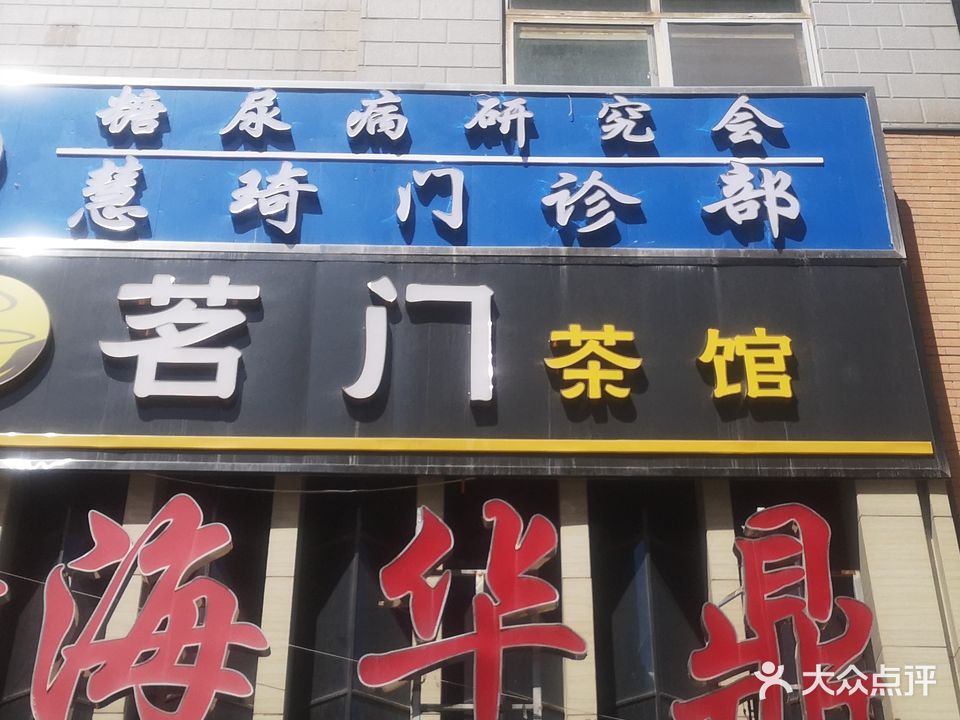 糖尿病研究会
慧琦门诊部
茗门茶馆
海华鼎
大众点评